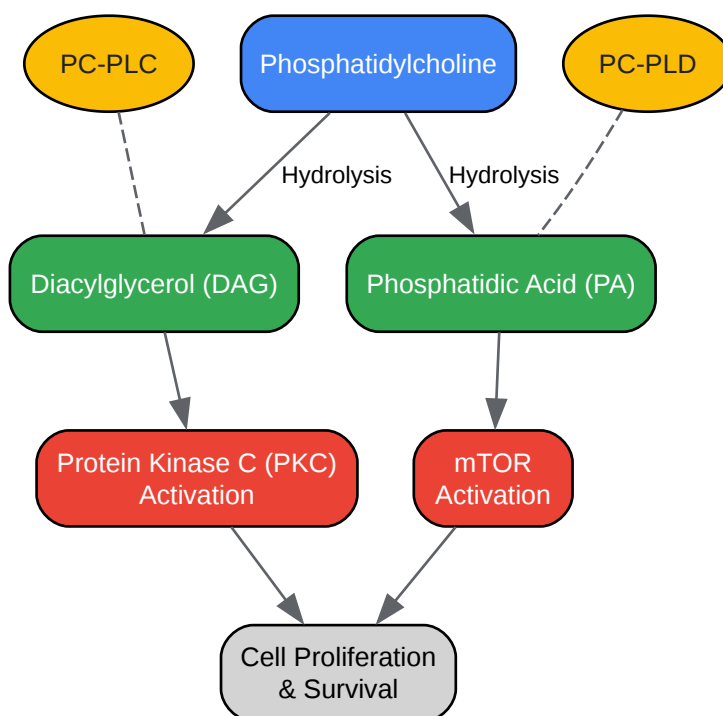 PC-PLC
Phosphatidylcholine
PC-PLD
Hydrolysis
Hydrolysis
Diacylglycerol (DAG)
Phosphatidic Acid (PA)
Protein Kinase C (PKC)
Activation
mTOR
Activation
Cell Proliferation
& Survival